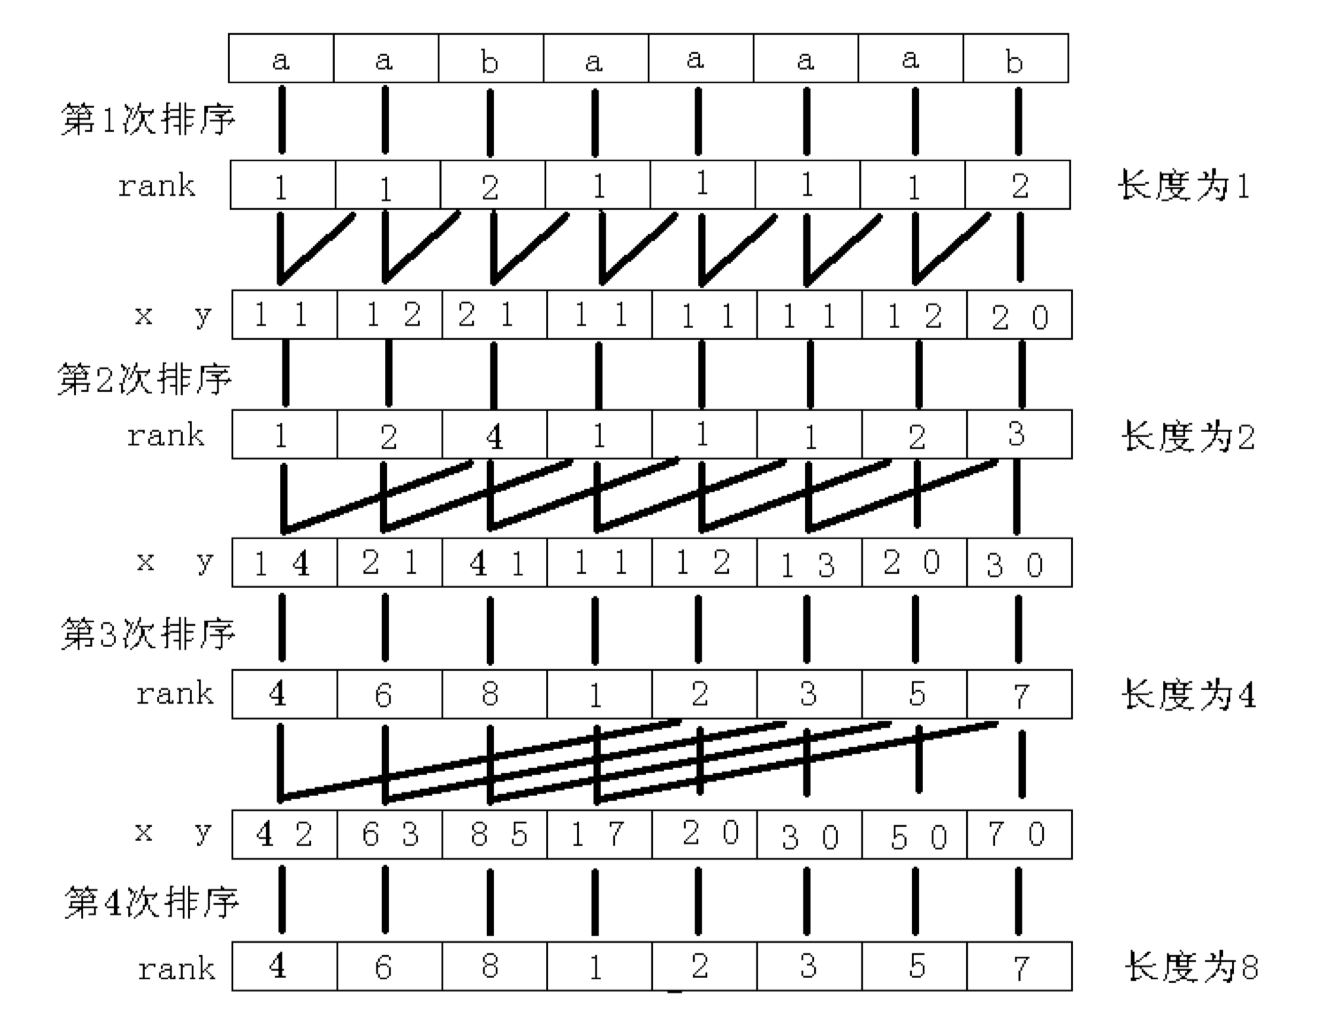 a a b a a a a b
第1次排序
rank 1 1 2 1 1 1 1 2 长度为1
x y 1 1 1 2 2 1 1 1 1 1 1 1 1 2 2 0
第2次排序
rank 1 2 4 1 1 1 2 3 长度为2
x y 1 4 2 1 4 1 1 1 1 2 1 3 2 0 3 0
第3次排序
rank 4 6 8 1 2 3 5 7 长度为4
x y 4 2 6 3 8 5 1 7 2 0 3 0 5 0 7 0
第4次排序
rank 4 6 8 1 2 3 5 7 长度为8